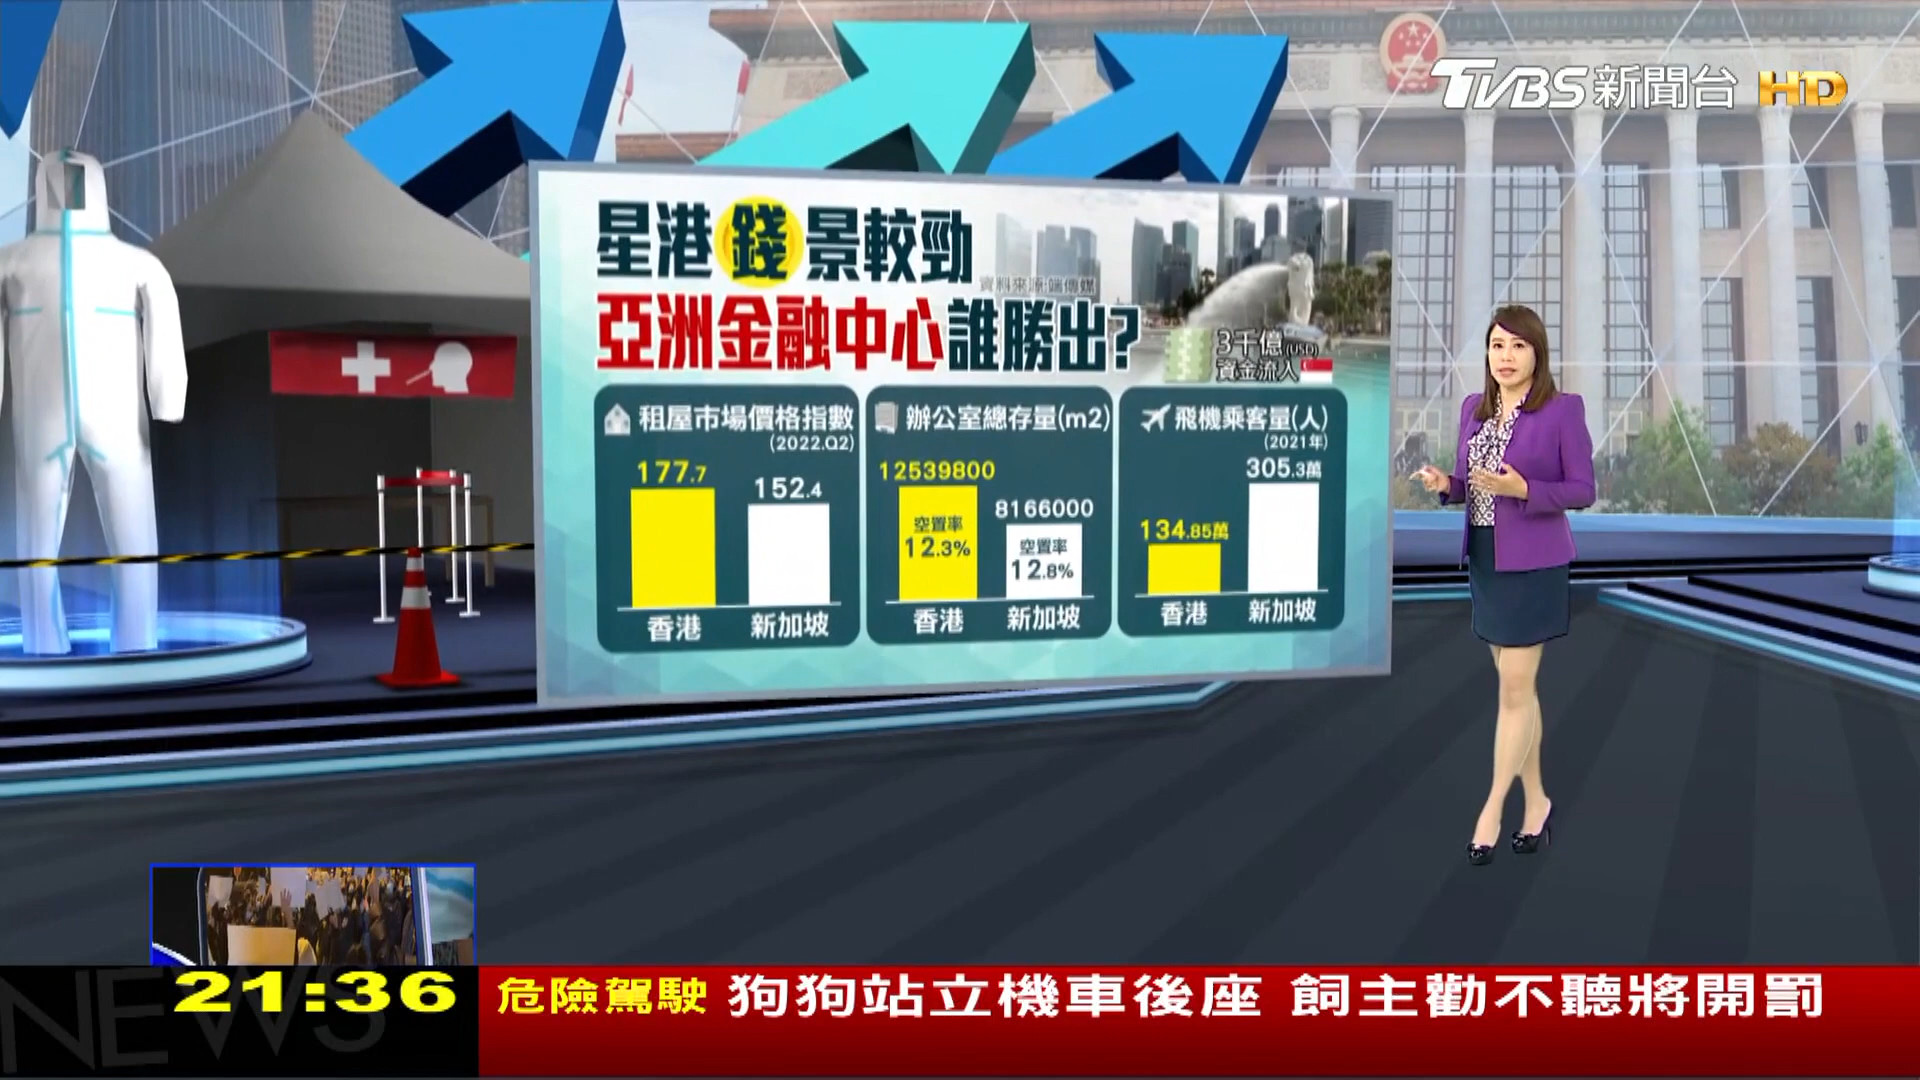 TVBS新聞台 HD
星港錢景較勁
資料來源:端傳媒
亞洲金融中心誰勝出?
3千億(USD)
資金流入
租屋市場價格指數
(2022.Q2)
177.7
152.4
香港
新加坡
辦公室總存量(m2)
12539800
8166000
空置率
12.3%
空置率
12.8%
香港
新加坡
飛機乘客量(人)
(2021年)
134.85萬
305.3萬
香港
新加坡
NEWS
21:36
危險駕駛 狗狗站立機車後座 飼主勸不聽將開罰